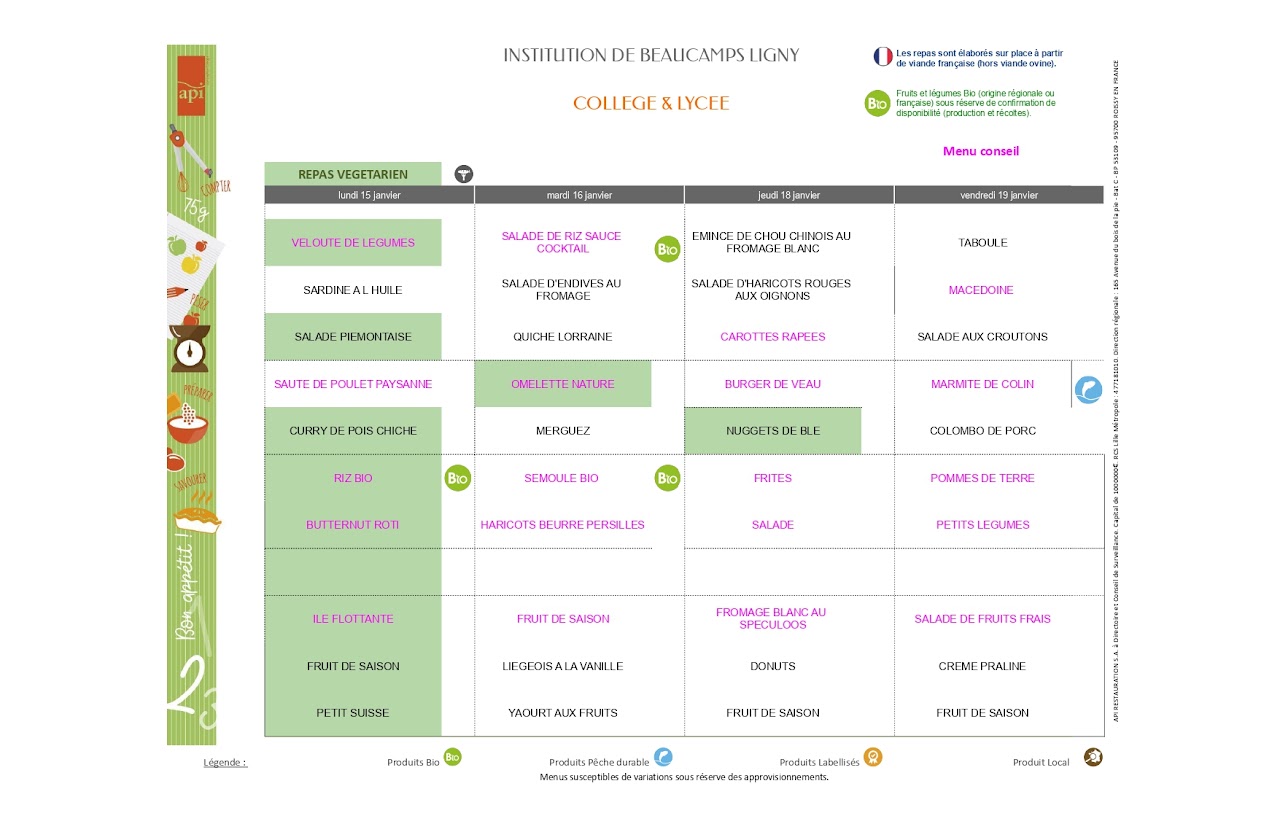 INSTITUTION DE BEAUCAMPS LIGNY
COLLEGE & LYCEE
Les repas sont élaborés sur place à partir
de viande française (hors viande ovine).
Bio
Fruits et légumes Bio (origine régionale ou
française) sous réserve de confirmation de
disponibilité (production et récoltes).
Menu conseil
api
COMPTER
75g
PESER
PRÉPARER
SAVOURER
Bon appétit !
2
3
REPAS VEGETARIEN
lundi 15 janvier
mardi 16 janvier
jeudi 18 janvier
vendredi 19 janvier
VELOUTE DE LEGUMES
SALADE DE RIZ SAUCE
COCKTAIL
Bio
EMINCE DE CHOU CHINOIS AU
FROMAGE BLANC
TABOULE
SARDINE A L HUILE
SALADE D'ENDIVES AU
FROMAGE
SALADE D'HARICOTS ROUGES
AUX OIGNONS
MACEDOINE
SALADE PIEMONTAISE
QUICHE LORRAINE
CAROTTES RAPEES
SALADE AUX CROUTONS
SAUTE DE POULET PAYSANNE
OMELETTE NATURE
BURGER DE VEAU
MARMITE DE COLIN
CURRY DE POIS CHICHE
MERGUEZ
NUGGETS DE BLE
COLOMBO DE PORC
RIZ BIO
Bio
SEMOULE BIO
Bio
FRITES
POMMES DE TERRE
BUTTERNUT ROTI
HARICOTS BEURRE PERSILLES
SALADE
PETITS LEGUMES
ILE FLOTTANTE
FRUIT DE SAISON
FROMAGE BLANC AU
SPECULOOS
SALADE DE FRUITS FRAIS
FRUIT DE SAISON
LIEGEOIS A LA VANILLE
DONUTS
CREME PRALINE
PETIT SUISSE
YAOURT AUX FRUITS
FRUIT DE SAISON
FRUIT DE SAISON
Légende :
Produits Bio
Bio
Produits Pêche durable
Produits Labellisés
Produit Local
Menus susceptibles de variations sous réserve des approvisionnements.
API RESTAURATION S.A. à Directoire et Conseil de Surveillance. Capital de 1000000€. RCS Lille Métropole : 477181010. Direction régionale : 165 Avenue du bois de la pie - Bat C - BP 53109 - 95700 ROISSY EN FRANCE